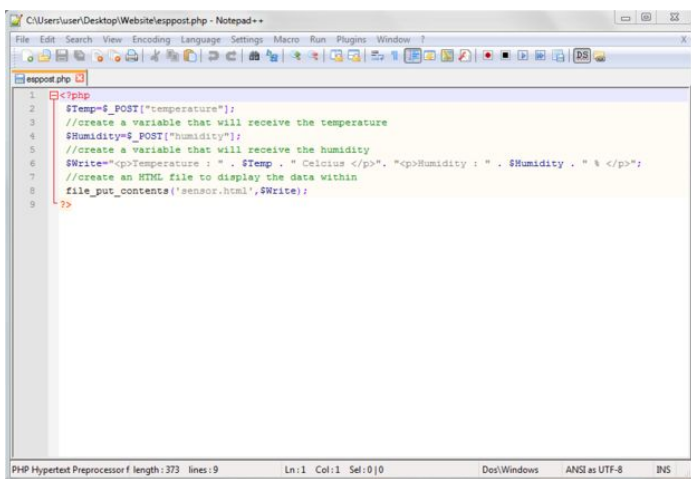 C:\Users\user\Desktop\Website\esppost.php - Notepad++
File Edit Search View Encoding Language Settings Macro Run Plugins Window ?
X
esppost.php
1 <?php
2 $Temp=$_POST["temperature"];
3 //create a variable that will receive the temperature
4 $Humidity=$_POST["humidity"];
5 //create a variable that will receive the humidity
6 $Write="<p>Temperature : " . $Temp . " Celcius </p>". "<p>Humidity : " . $Humidity . " % </p>";
7 //create an HTML file to display the data within
8 file_put_contents('sensor.html',$Write);
9 ?>
PHP Hypertext Preprocessor f length : 373 lines : 9 Ln : 1 Col : 1 Sel : 0 | 0 Dos\Windows ANSI as UTF-8 INS